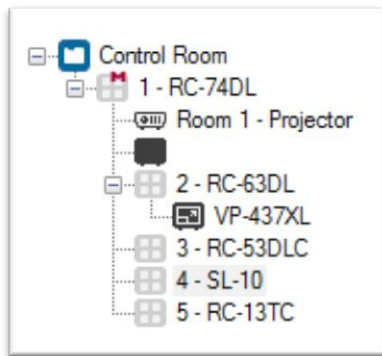 Control Room
M
1 - RC-74DL
Room 1 - Projector
2 - RC-63DL
VP-437XL
3 - RC-53DLC
4 - SL-10
5 - RC-13TC